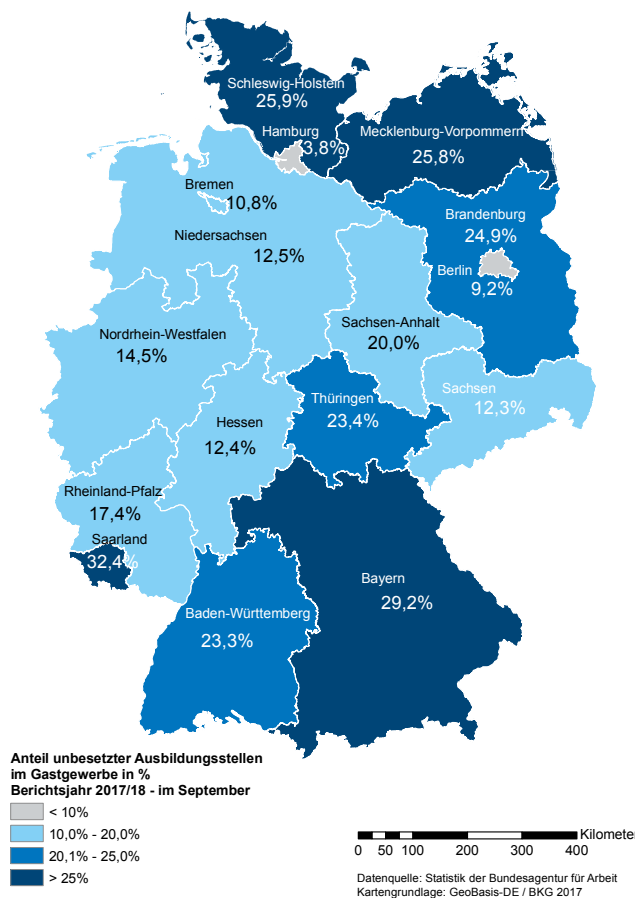 Schleswig-Holstein
25,9%
Hamburg
3,8%
Mecklenburg-Vorpommern
25,8%
Bremen
10,8%
Niedersachsen
12,5%
Brandenburg
24,9%
Berlin
9,2%
Nordrhein-Westfalen
14,5%
Sachsen-Anhalt
20,0%
Sachsen
12,3%
Thüringen
23,4%
Hessen
12,4%
Rheinland-Pfalz
17,4%
Saarland
32,4%
Bayern
29,2%
Baden-Württemberg
23,3%
Anteil unbesetzter Ausbildungsstellen
im Gastgewerbe in %
Berichtsjahr 2017/18 - im September
< 10%
10,0% - 20,0%
20,1% - 25,0%
> 25%
Kilometer
0 50 100 200 300 400
Datenquelle: Statistik der Bundesagentur für Arbeit
Kartengrundlage: GeoBasis-DE / BKG 2017